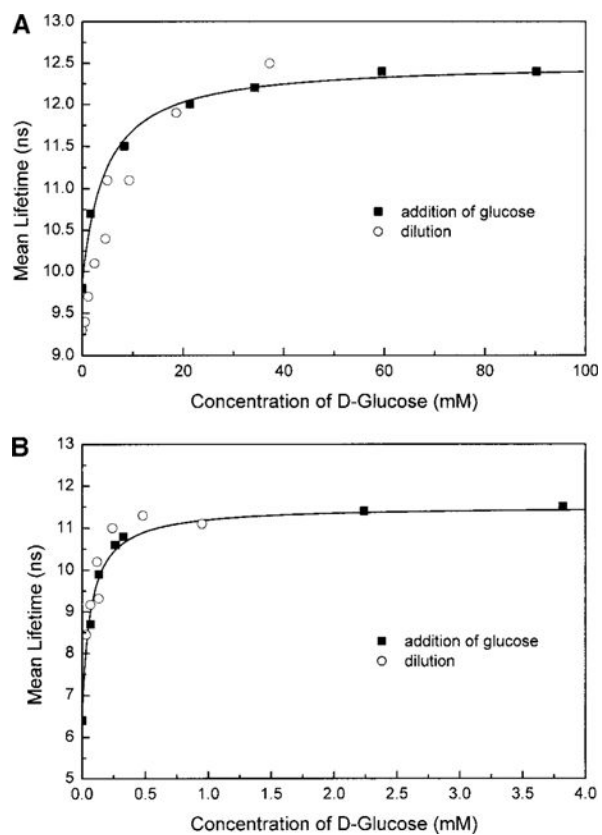 A
13.0
12.5
12.0
11.5
11.0
10.5
10.0
9.5
9.0
Mean Lifetime (ns)
■ addition of glucose
○ dilution
0 20 40 60 80 100
Concentration of D-Glucose (mM)
B
13
12
11
10
9
8
7
6
5
Mean Lifetime (ns)
■ addition of glucose
○ dilution
0.0 0.5 1.0 1.5 2.0 2.5 3.0 3.5 4.0
Concentration of D-Glucose (mM)